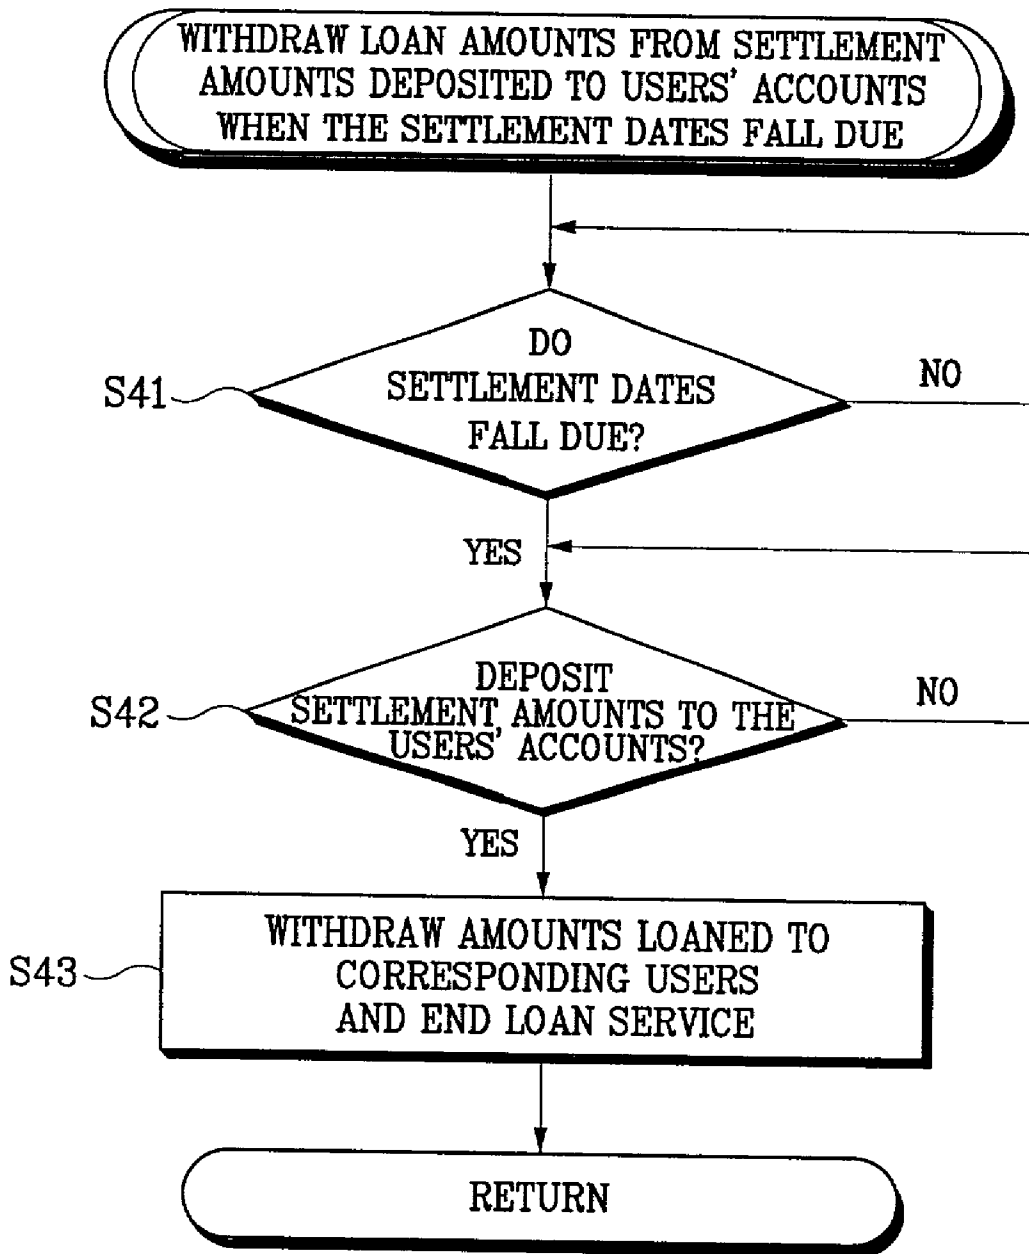 WITHDRAW LOAN AMOUNTS FROM SETTLEMENT
AMOUNTS DEPOSITED TO USERS' ACCOUNTS
WHEN THE SETTLEMENT DATES FALL DUE
DO
SETTLEMENT DATES
FALL DUE?
S41
NO
YES
DEPOSIT
SETTLEMENT AMOUNTS TO THE
USERS' ACCOUNTS?
S42
NO
YES
WITHDRAW AMOUNTS LOANED TO
CORRESPONDING USERS
AND END LOAN SERVICE
S43
RETURN